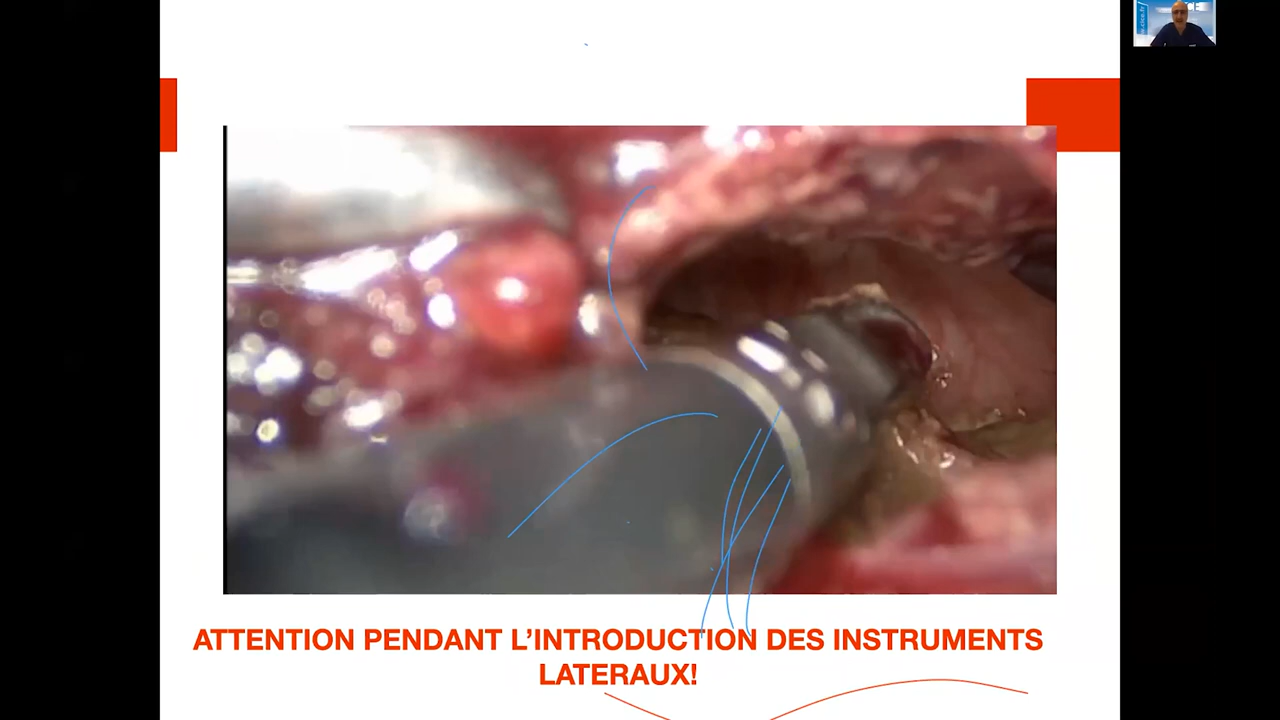 ATTENTION PENDANT L’INTRODUCTION DES INSTRUMENTS
LATERAUX!